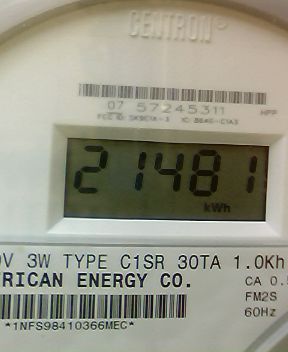 CENTRON®
07 57245311 HPP
21481
kWh
V 3W TYPE C1SR 30TA 1.0Kh
RICAN ENERGY CO.
CA 0.
FM2S
60Hz
*1NFS98410366MEC*